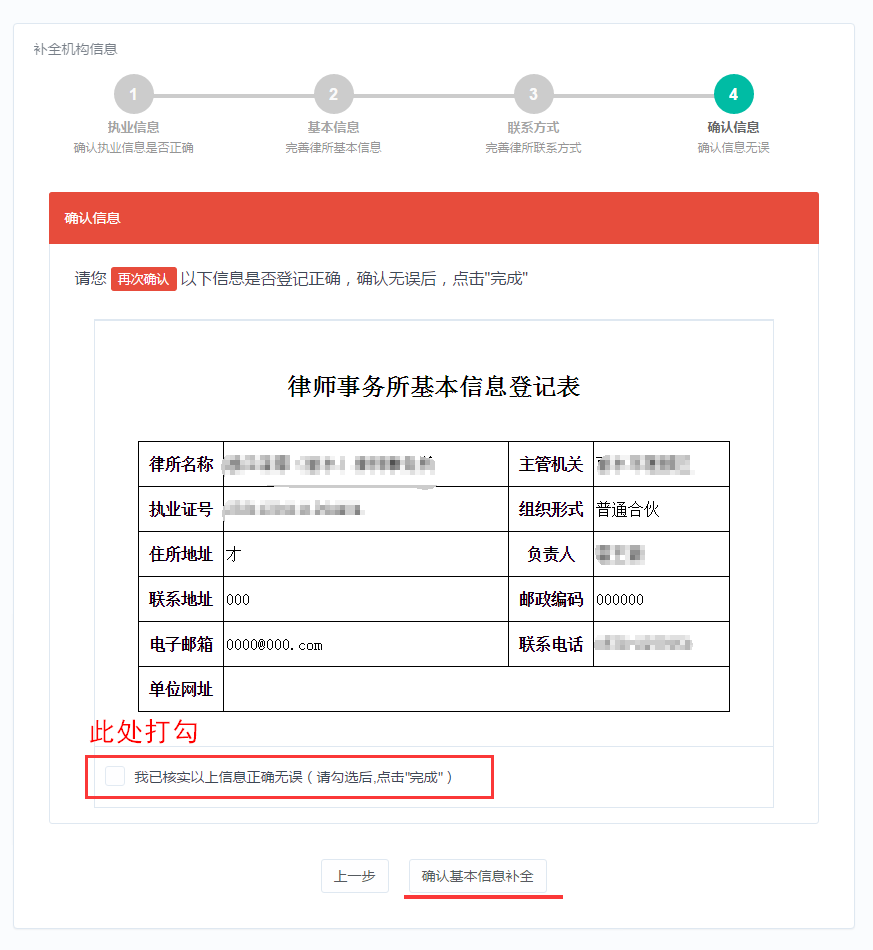 补全机构信息
1 2 3 4
执业信息 基本信息 联系方式 确认信息
确认执业信息是否正确 完善律所基本信息 完善律所联系方式 确认信息无误
确认信息
请您 再次确认 以下信息是否登记正确，确认无误后，点击"完成"
律师事务所基本信息登记表
律所名称 主管机关
执业证号 组织形式 普通合伙
住所地址 才 负责人
联系地址 000 邮政编码 000000
电子邮箱 0000@000.com 联系电话
单位网址
此处打勾
我已核实以上信息正确无误（请勾选后,点击"完成"）
上一步 确认基本信息补全